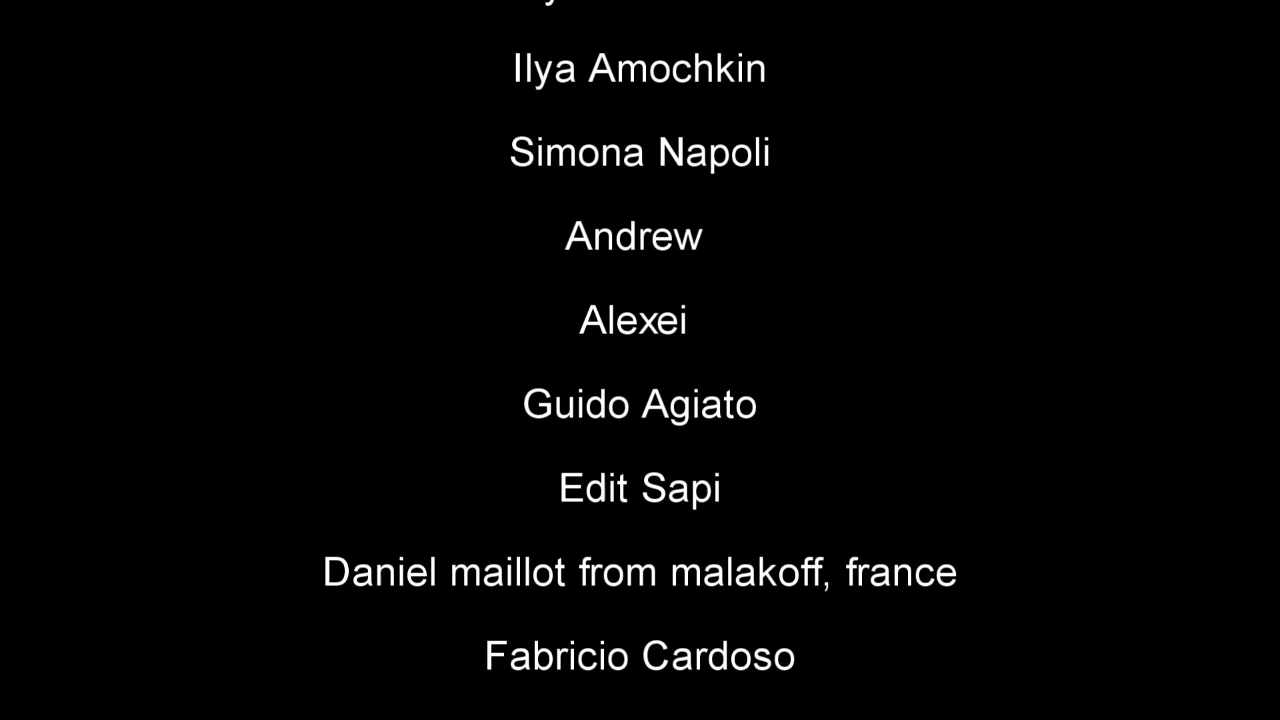 Ilya Amochkin
Simona Napoli
Andrew
Alexei
Guido Agiato
Edit Sapi
Daniel maillot from malakoff, france
Fabricio Cardoso